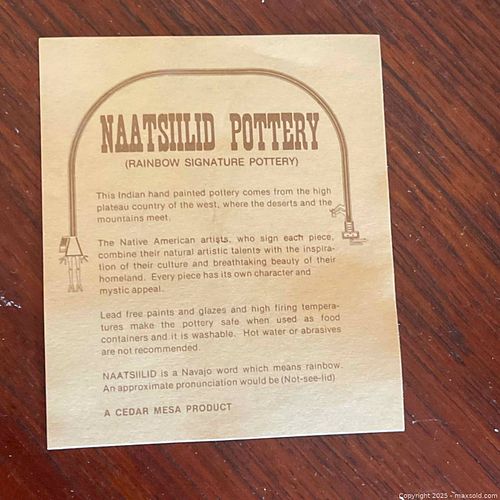 NAATSIILID POTTERY
(RAINBOW SIGNATURE POTTERY)
This Indian hand painted pottery comes from the high
plateau country of the west, where the deserts and the
mountains meet.
The Native American artists, who sign each piece,
combine their natural artistic talents with the inspira-
tion of their culture and breathtaking beauty of their
homeland. Every piece has its own character and
mystic appeal.
Lead free paints and glazes and high firing tempera-
tures make the pottery safe when used as food
containers and it is washable. Hot water or abrasives
are not recommended.
NAATSIILID is a Navajo word which means rainbow.
An approximate pronunciation would be (Not-see-lid)
A CEDAR MESA PRODUCT
Copyright 2025 - maxsold.com